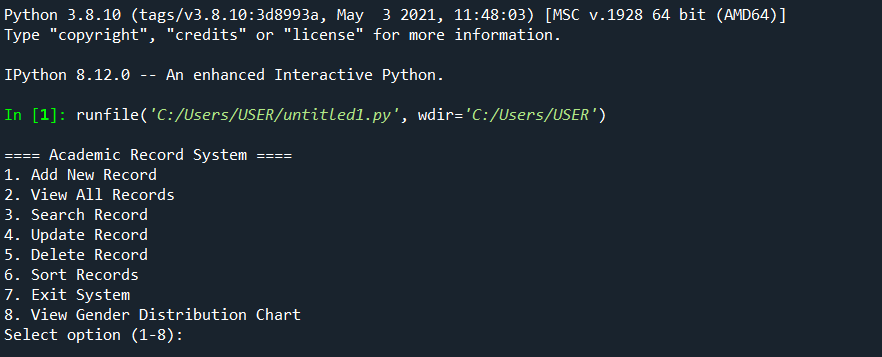 Python 3.8.10 (tags/v3.8.10:3d8993a, May  3 2021, 11:48:03) [MSC v.1928 64 bit (AMD64)]
Type "copyright", "credits" or "license" for more information.
IPython 8.12.0 -- An enhanced Interactive Python.
In [1]: runfile('C:/Users/USER/untitled1.py', wdir='C:/Users/USER')
==== Academic Record System ====
1. Add New Record
2. View All Records
3. Search Record
4. Update Record
5. Delete Record
6. Sort Records
7. Exit System
8. View Gender Distribution Chart
Select option (1-8):